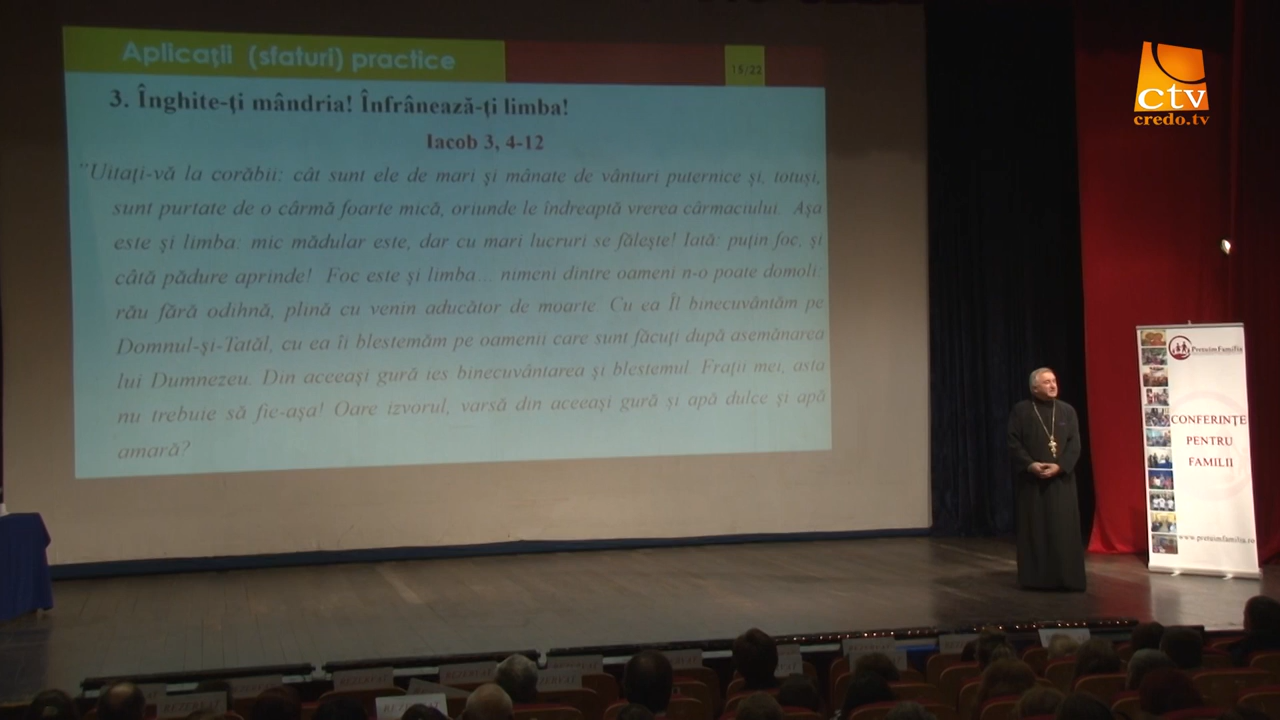 Aplicații (sfaturi) practice
15/22
3. Înghite-ți mândria! Înfrânează-ți limba!
Iacob 3, 4-12
"Uitați-vă la corăbii: cât sunt ele de mari și mânate de vânturi puternice și, totuși,
sunt purtate de o cârmă foarte mică, oriunde le îndreaptă vrerea cârmaciului. Așa
este și limba: mic mădular este, dar cu mari lucruri se fălește! Iată: puțin foc, și
câtă pădure aprinde! Foc este și limba... nimeni dintre oameni n-o poate domoli:
rău fără odihnă, plină cu venin aducător de moarte. Cu ea Îl binecuvântăm pe
Domnul-și-Tatăl, cu ea îi blestemăm pe oamenii care sunt făcuți după asemănarea
lui Dumnezeu. Din aceeași gură ies binecuvântarea și blestemul. Frații mei, asta
nu trebuie să fie-așa! Oare izvorul, varsă din aceeași gură și apă dulce și apă
amară?
ctv
credo.tv
PretuimFamilia
CONFERINȚE
PENTRU
FAMILII
www.pretuimfamilia.ro
REZERVAT
REZERVAT
REZERVAT
REZERVAT